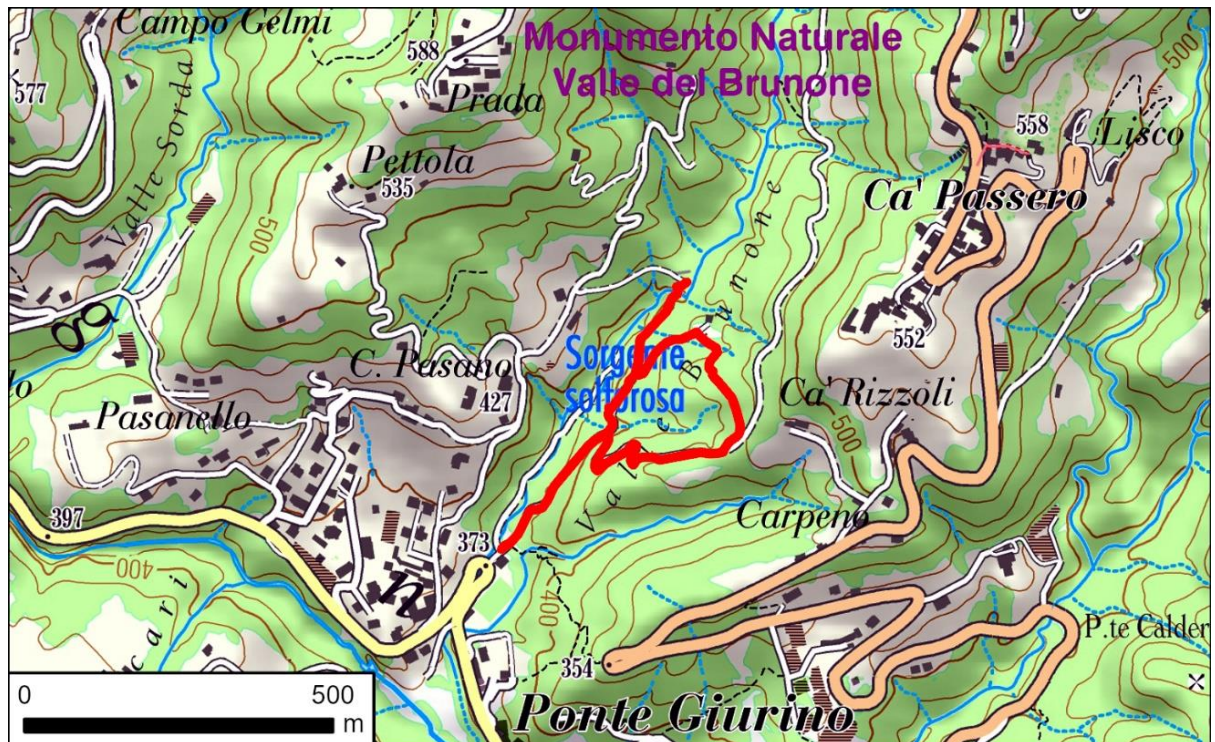 Campo Gelmi
588
Monumento Naturale
Valle del Brunone
500
577
Prada
558
Lisco
Valle Sorda
Pettola
535
Ca' Passero
500
552
Sorgente
solforosa
Valle Brunone
C. Pasano
427
Ca' Rizzoli
500
Pasanello
Carpeno
397
373
400
400
n
P.te Calder
354
Ponte Giurino
0
500
m